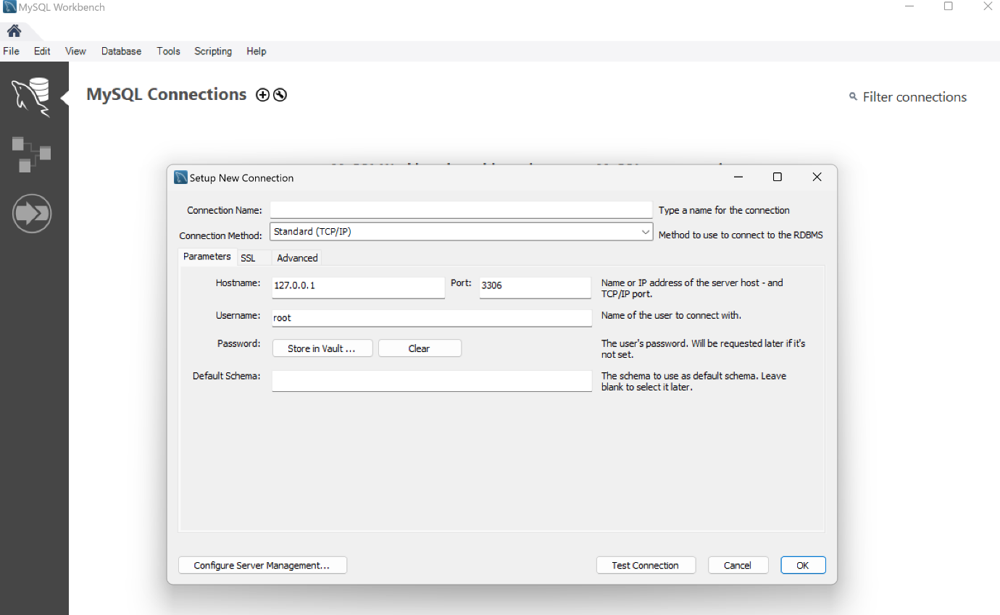 MySQL Workbench
File Edit View Database Tools Scripting Help
MySQL Connections
Filter connections
Setup New Connection
Connection Name:
Type a name for the connection
Connection Method: Standard (TCP/IP)
Method to use to connect to the RDBMS
Parameters SSL Advanced
Hostname: 127.0.0.1 Port: 3306
Name or IP address of the server host - and
TCP/IP port.
Username: root
Name of the user to connect with.
Password: Store in Vault ... Clear
The user's password. Will be requested later if it's
not set.
Default Schema:
The schema to use as default schema. Leave
blank to select it later.
Configure Server Management... Test Connection Cancel OK